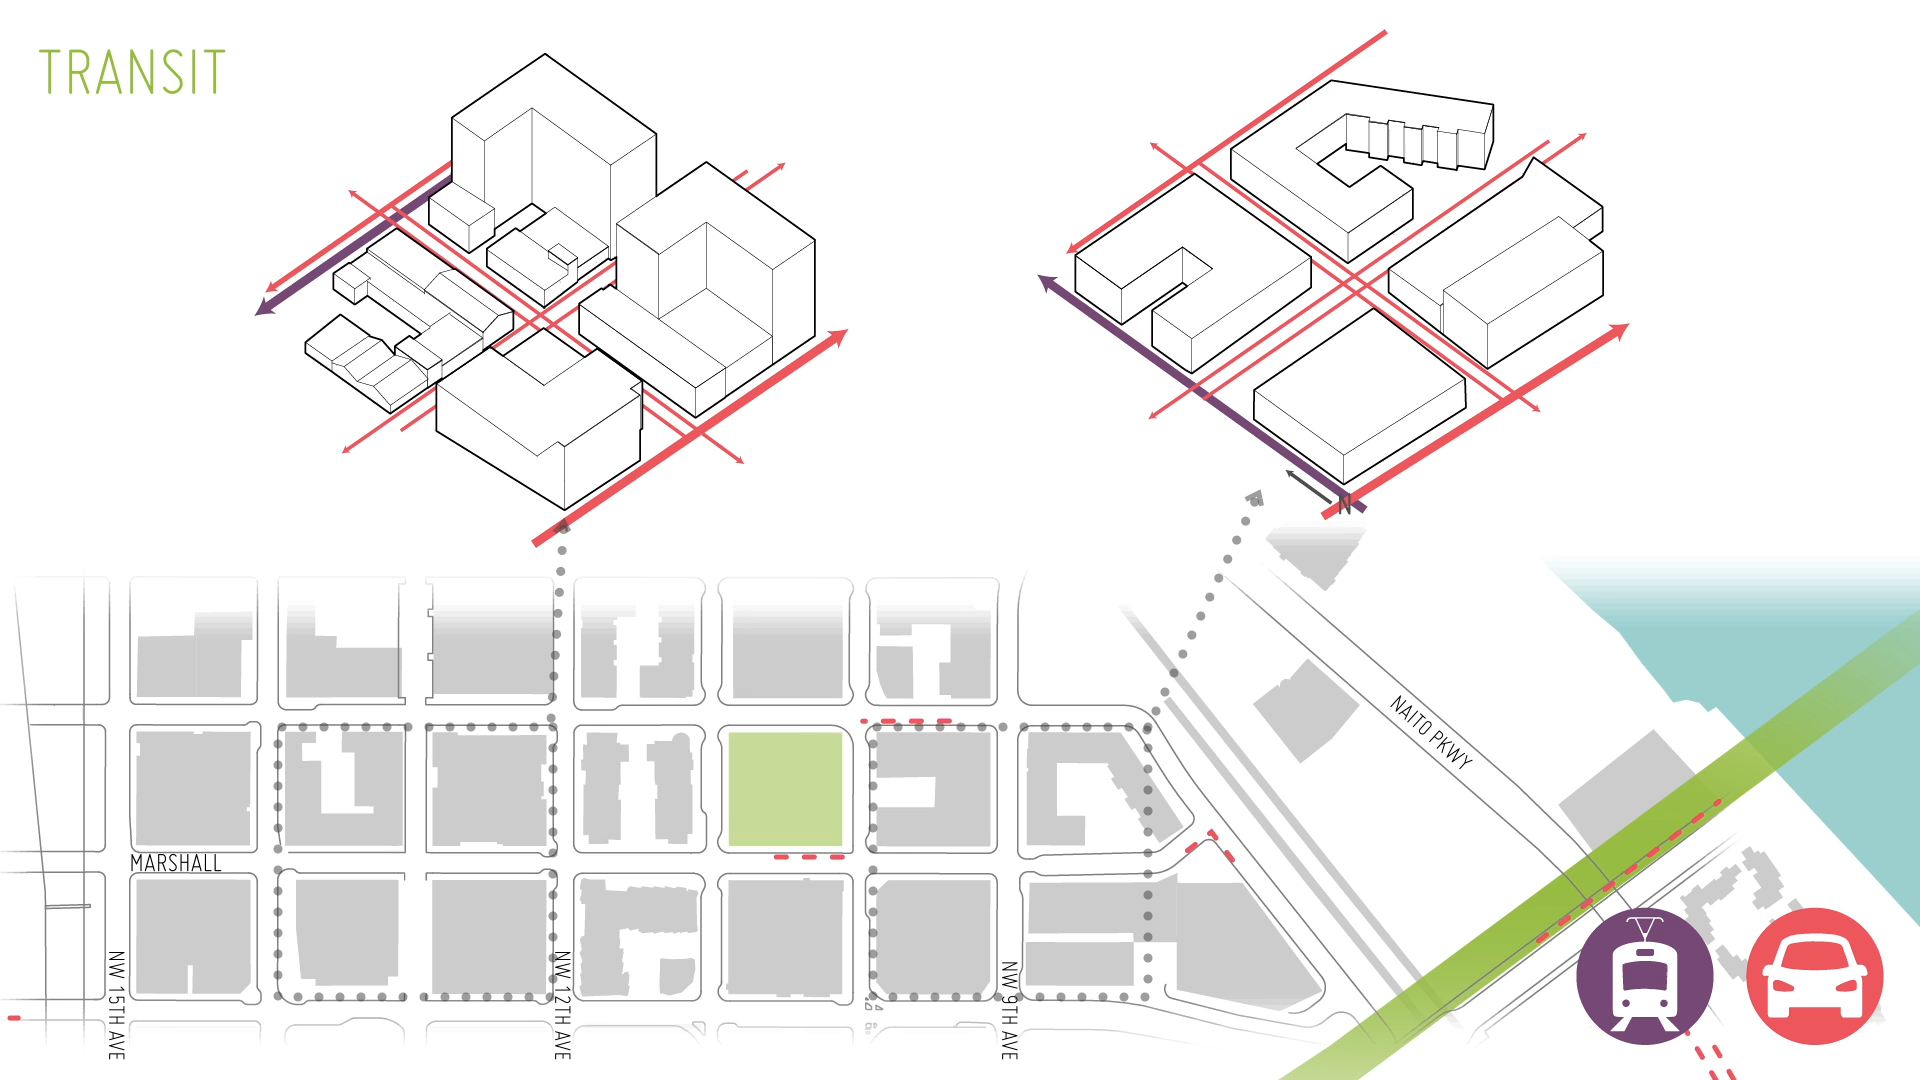 TRANSIT
N
NAITO PKWY
MARSHALL
NW 15TH AVE
NW 12TH AVE
NW 9TH AVE